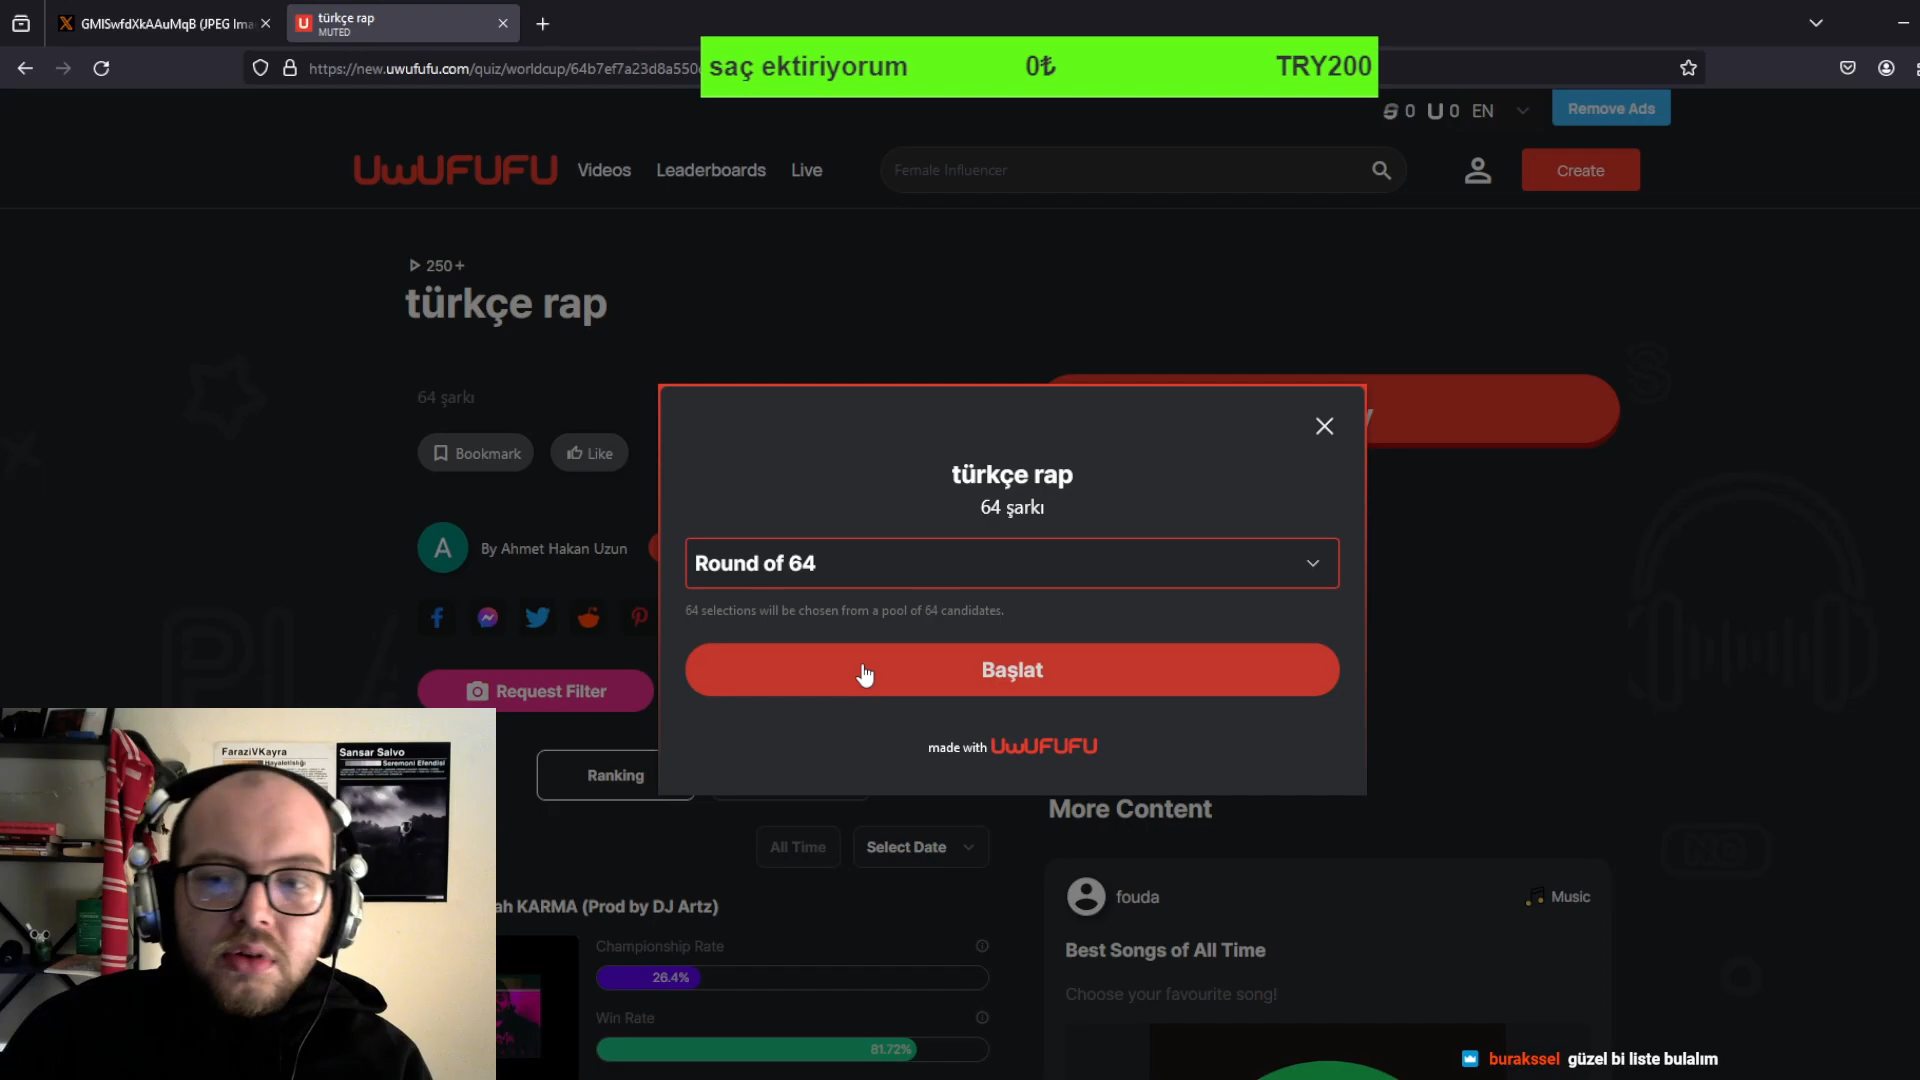 GMlSwfdXkAAuMqB (JPEG Ima
türkçe rap
MUTED
https://new.uwufufu.com/quiz/worldcup/64b7ef7a23d8a550
saç ektiriyorum 0₺ TRY200
0 U 0 EN
Remove Ads
UwUFUFU
Videos
Leaderboards
Live
Female Influencer
Create
250+
türkçe rap
64 şarkı
Bookmark
Like
A
By Ahmet Hakan Uzun
Request Filter
türkçe rap
64 şarkı
Round of 64
64 selections will be chosen from a pool of 64 candidates.
Başlat
made with UwUFUFU
Ranking
All Time
Select Date
More Content
ah KARMA (Prod by DJ Artz)
Championship Rate
26.4%
Win Rate
81.72%
fouda
Music
Best Songs of All Time
Choose your favourite song!
FaraziVKayra
Hayaletışlığı
Sansar Salvo
Seremoni Efendisi
burakssel güzel bi liste bulalım